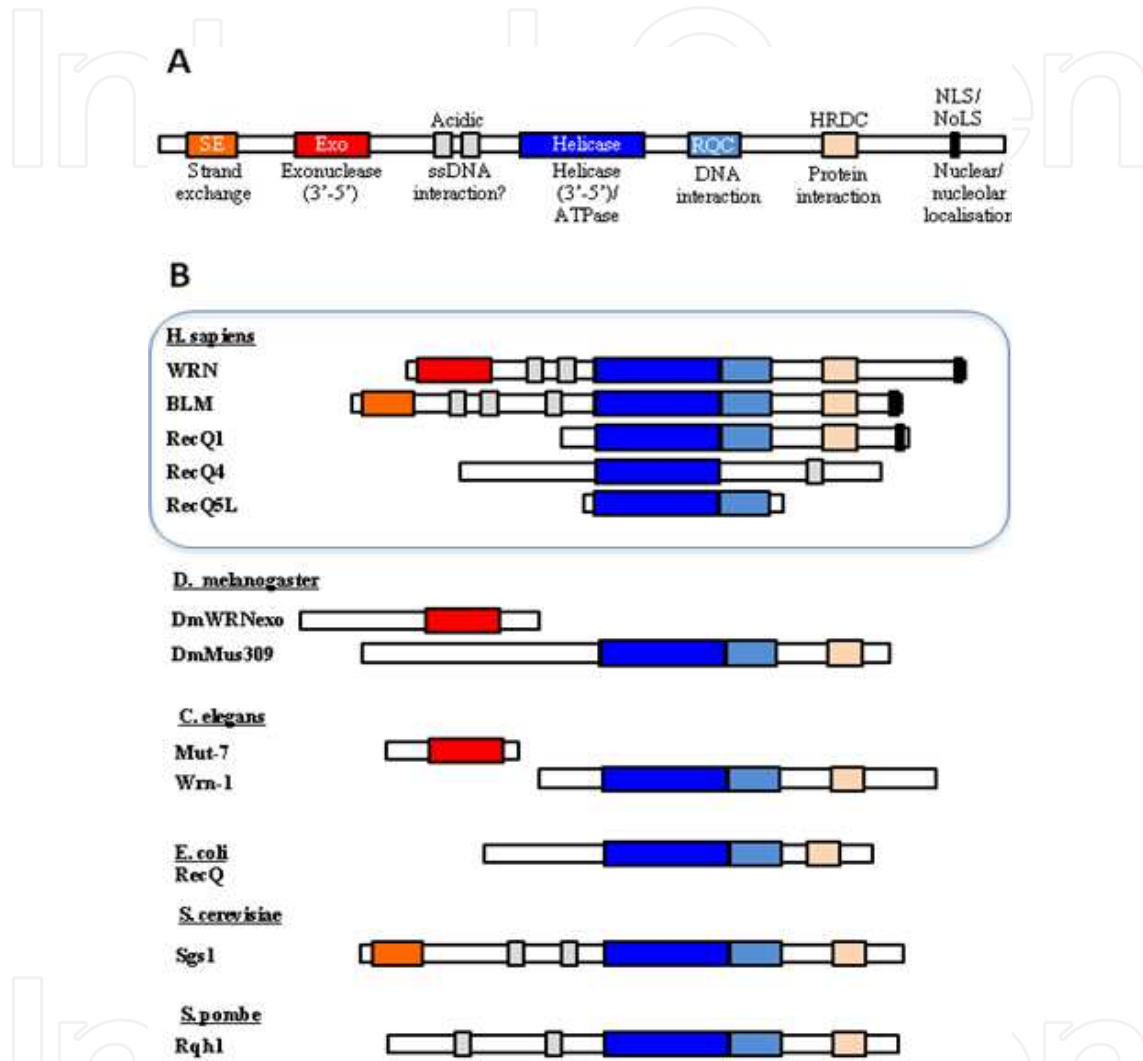 A
NLS/
NoLS
Acidic
HRDC
SE
Exo
Helicase
RQC
Strand
exchange
Exonuclease
(3’-5’)
ssDNA
interaction?
Helicase
(3’-5’)/
ATPase
DNA
interaction
Protein
interaction
Nuclear/
nucleolar
localisation
B
H. sapiens
WRN
BLM
RecQ1
RecQ4
RecQ5L
D. melanogaster
DmWRNexo
DmMus309
C. elegans
Mut-7
Wrn-1
E. coli
RecQ
S. cerevisiae
Sgs1
S. pombe
Rqh1